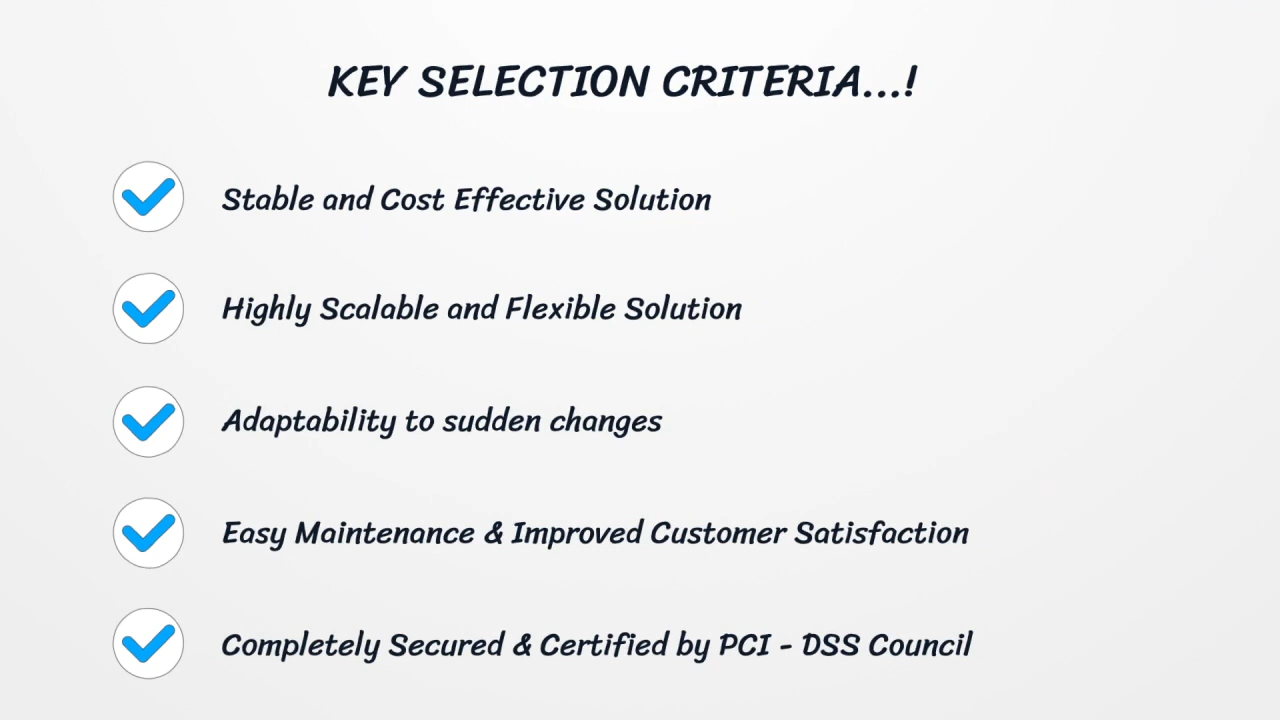 KEY SELECTION CRITERIA...!
Stable and Cost Effective Solution
Highly Scalable and Flexible Solution
Adaptability to sudden changes
Easy Maintenance & Improved Customer Satisfaction
Completely Secured & Certified by PCI - DSS Council